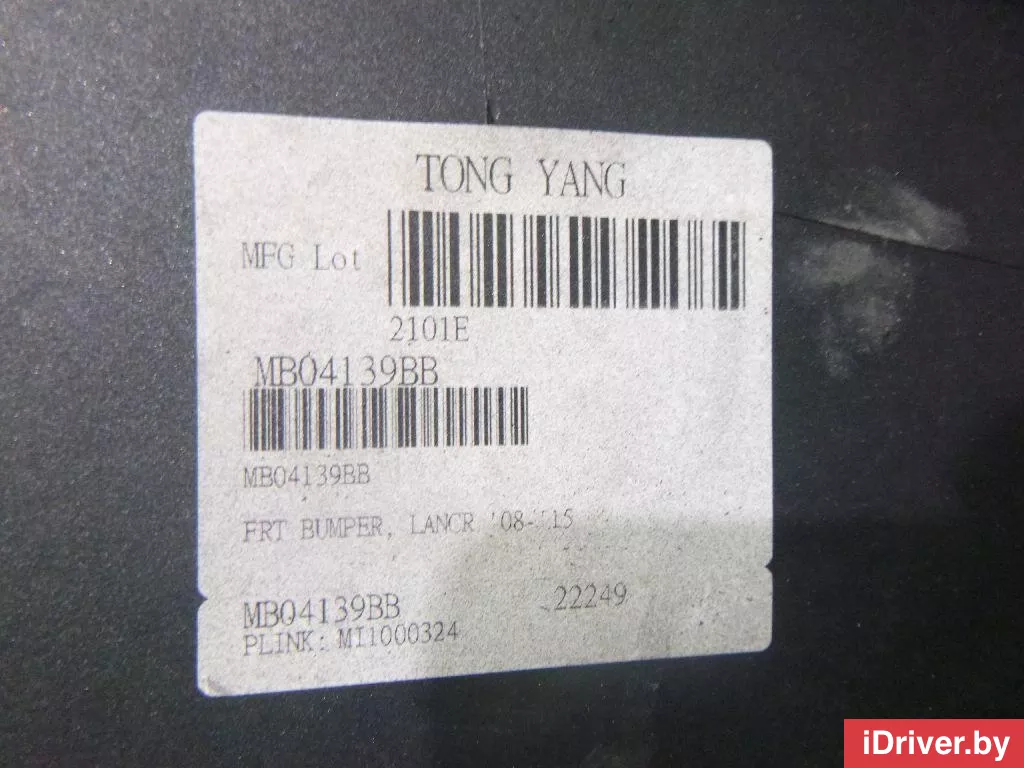 TONG YANG
MFG Lot
2101E
MB04139BB
MB04139BB
FRT BUMPER, LANCR '08-'15
MB04139BB 22249
PLINK: MI1000324
iDriver.by